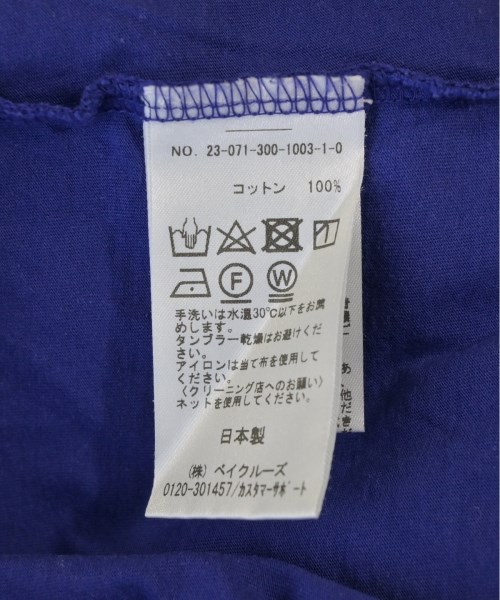 NO. 23-071-300-1003-1-0
コットン 100%
F W
手洗いは水温30℃以下をお薦
めします。
タンブラー乾燥はお避けくだ
さい。
アイロンは当て布を使用して
ください。
〈クリーニング店へのお願い〉
ネットを使用してください。
日本製
(株) ベイクルーズ
0120-301457/カスタマーサポート
あ
、他
だき